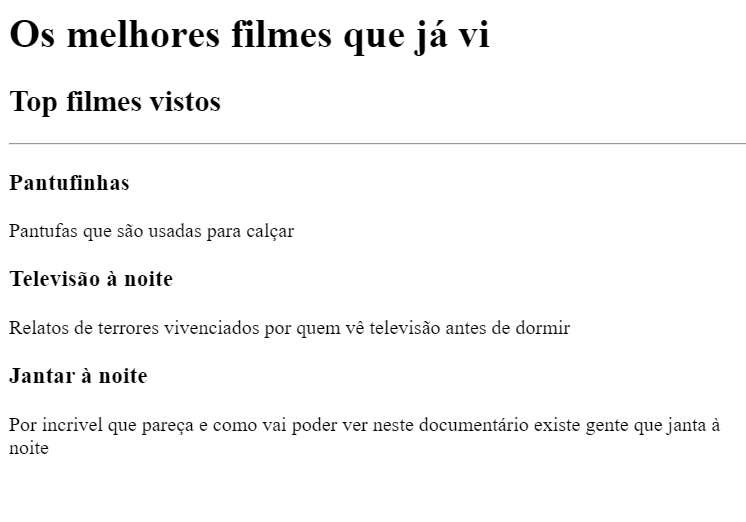 Os melhores filmes que já vi
Top filmes vistos
Pantufinhas
Pantufas que são usadas para calçar
Televisão à noite
Relatos de terrores vivenciados por quem vê televisão antes de dormir
Jantar à noite
Por incrivel que pareça e como vai poder ver neste documentário existe gente que janta à
noite